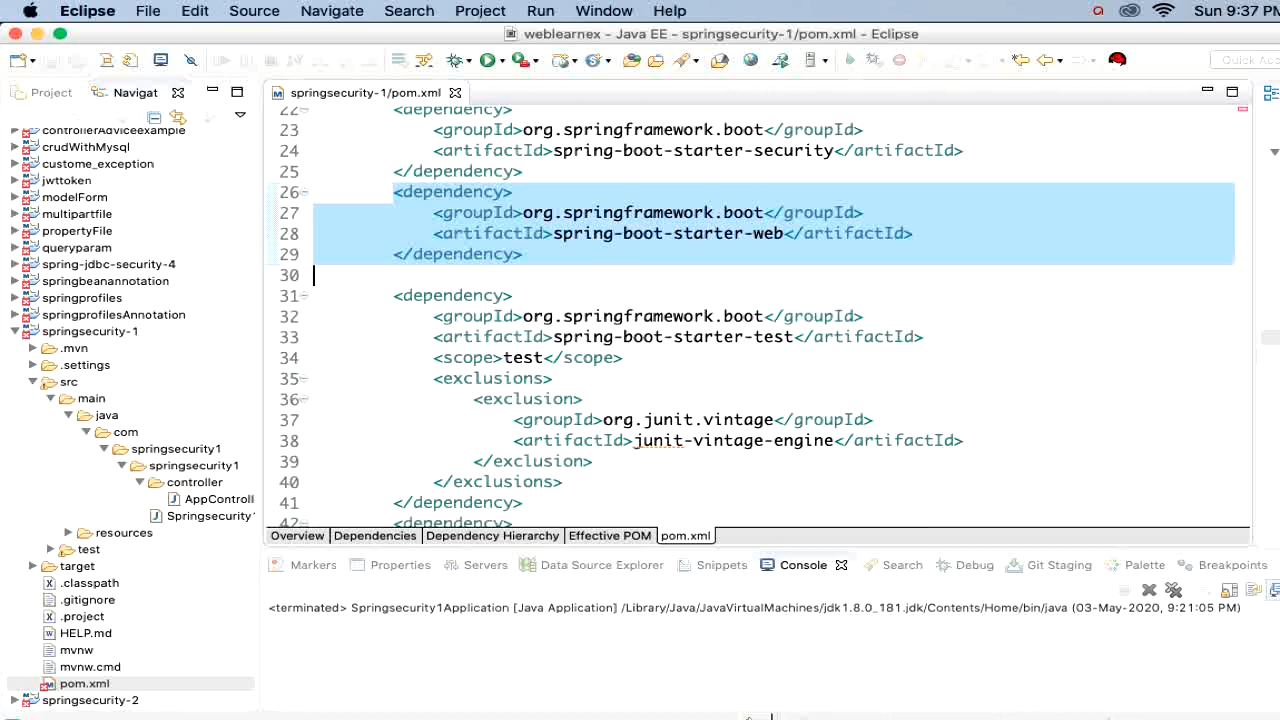 Eclipse File Edit Source Navigate Search Project Run Window Help Sun 9:37 PM
weblearnex - Java EE - springsecurity-1/pom.xml - Eclipse
Quick Acc
Project Navigat
springsecurity-1/pom.xml
controllerAdviceexample
crudWithMysql
custome_exception
jwttoken
modelForm
multipartfile
propertyFile
queryparam
spring-jdbc-security-4
springbeanannotation
springprofiles
springprofilesAnnotation
springsecurity-1
.mvn
.settings
src
main
java
com
springsecurity1
springsecurity1
controller
AppControll
Springsecurity1
resources
test
target
.classpath
.gitignore
.project
HELP.md
mvnw
mvnw.cmd
pom.xml
springsecurity-2
22 <dependency>
23 <groupId>org.springframework.boot</groupId>
24 <artifactId>spring-boot-starter-security</artifactId>
25 </dependency>
26 <dependency>
27 <groupId>org.springframework.boot</groupId>
28 <artifactId>spring-boot-starter-web</artifactId>
29 </dependency>
30
31 <dependency>
32 <groupId>org.springframework.boot</groupId>
33 <artifactId>spring-boot-starter-test</artifactId>
34 <scope>test</scope>
35 <exclusions>
36 <exclusion>
37 <groupId>org.junit.vintage</groupId>
38 <artifactId>junit-vintage-engine</artifactId>
39 </exclusion>
40 </exclusions>
41 </dependency>
42 <dependency>
Overview Dependencies Dependency Hierarchy Effective POM pom.xml
Markers Properties Servers Data Source Explorer Snippets Console Search Debug Git Staging Palette Breakpoints
<terminated> Springsecurity1Application [Java Application] /Library/Java/JavaVirtualMachines/jdk1.8.0_181.jdk/Contents/Home/bin/java (03-May-2020, 9:21:05 PM)